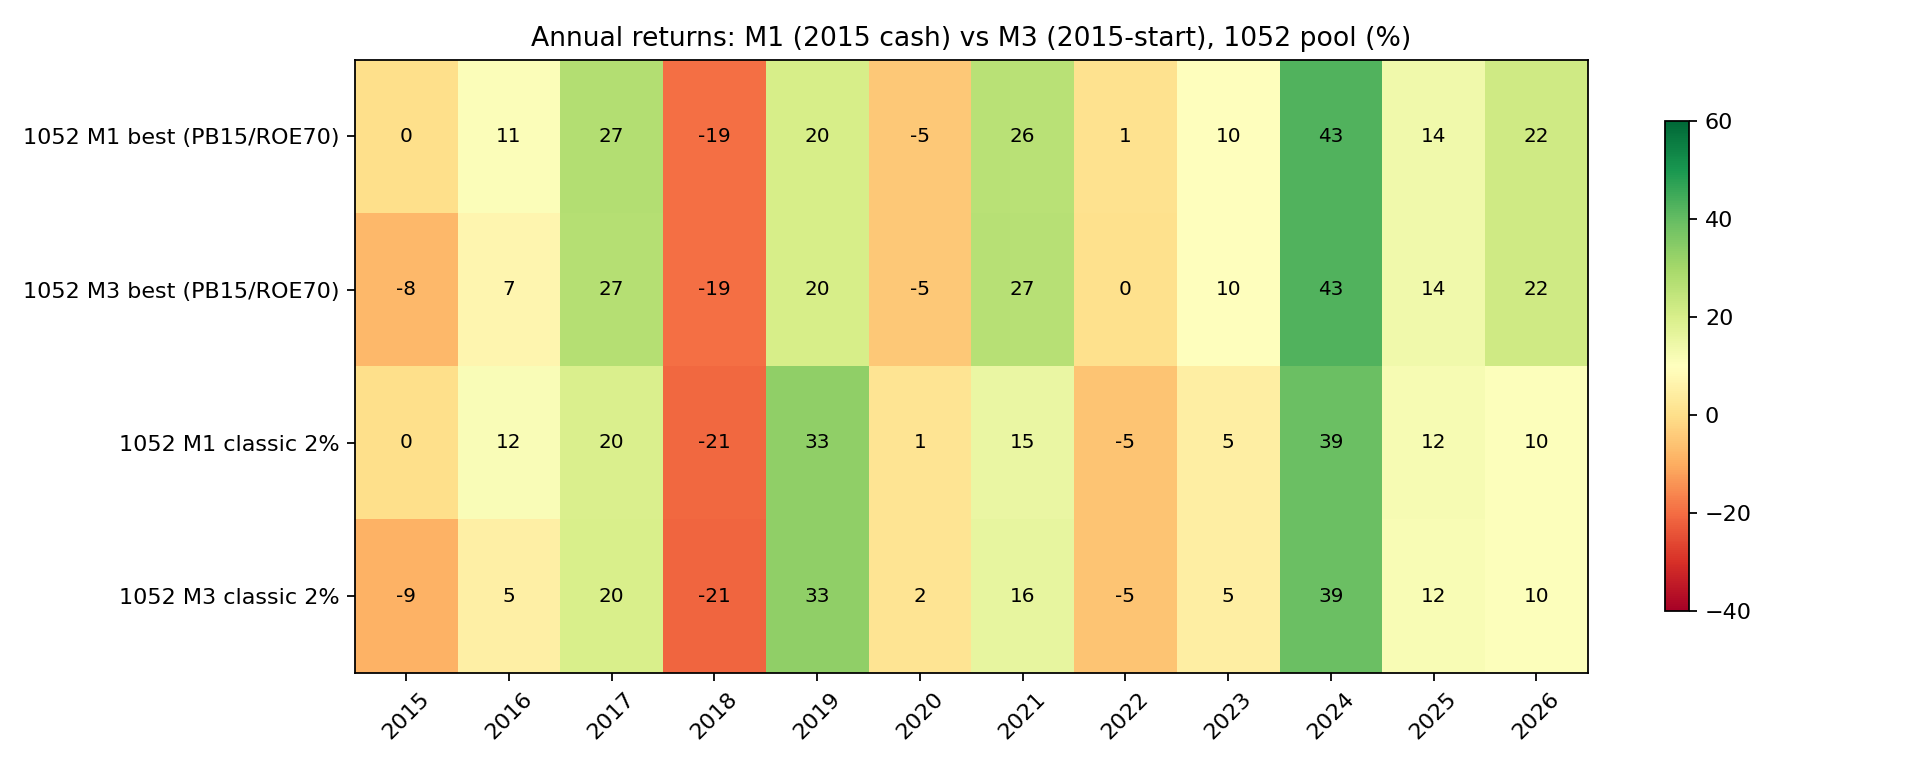 Annual returns: M1 (2015 cash) vs M3 (2015-start), 1052 pool (%)
1052 M1 best (PB15/ROE70) 0 11 27 -19 20 -5 26 1 10 43 14 22
1052 M3 best (PB15/ROE70) -8 7 27 -19 20 -5 27 0 10 43 14 22
1052 M1 classic 2% 0 12 20 -21 33 1 15 -5 5 39 12 10
1052 M3 classic 2% -9 5 20 -21 33 2 16 -5 5 39 12 10
2015 2016 2017 2018 2019 2020 2021 2022 2023 2024 2025 2026
60
40
20
0
−20
−40